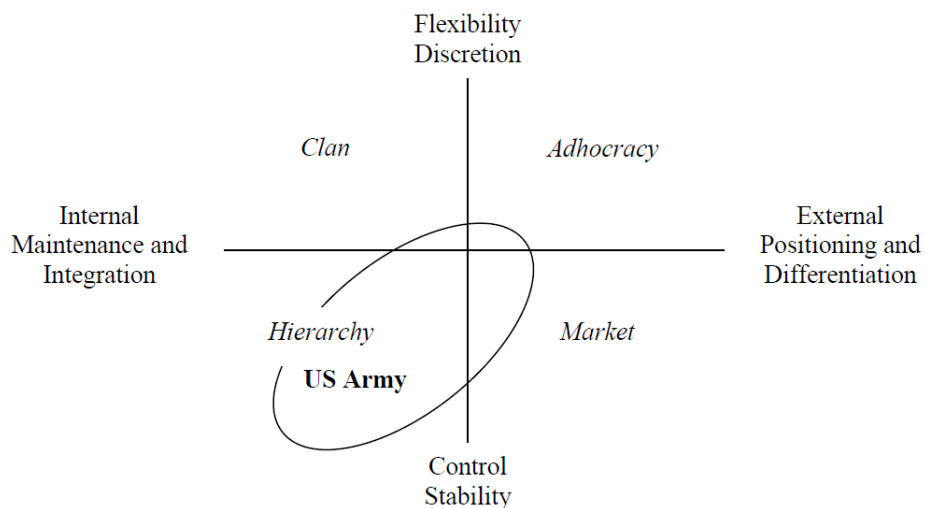 Flexibility
Discretion
Clan
Adhocracy
Internal
Maintenance and
Integration
External
Positioning and
Differentiation
Hierarchy
Market
US Army
Control
Stability